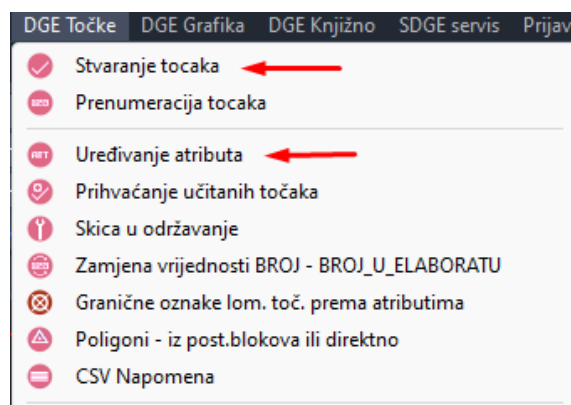 DGE Točke DGE Grafika DGE Knjižno SDGE servis Prijav
Stvaranje tocaka
Prenumeracija tocaka
Uređivanje atributa
Prihvaćanje učitanih točaka
Skica u održavanje
Zamjena vrijednosti BROJ - BROJ_U_ELABORATU
Granične oznake lom. toč. prema atributima
Poligoni - iz post.blokova ili direktno
CSV Napomena